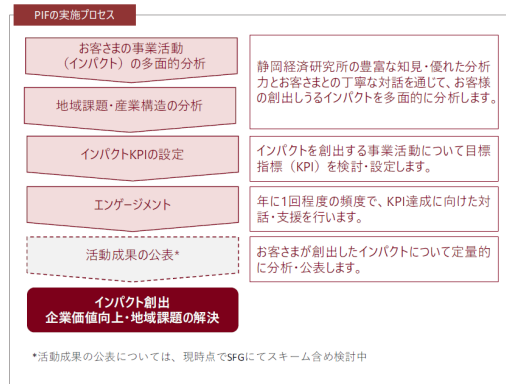 PIFの実施プロセス
お客さまの事業活動
（インパクト）の多面的分析
地域課題・産業構造の分析
静岡経済研究所の豊富な知見・優れた分析
力とお客さまとの丁寧な対話を通じて、お客様
の創出しうるインパクトを多面的に分析します。
インパクトKPIの設定
インパクトを創出する事業活動について目標
指標（KPI）を検討・設定します。
エンゲージメント
年に1回程度の頻度で、KPI達成に向けた対
話・支援を行います。
活動成果の公表*
お客さまが創出したインパクトについて定量的
に分析・公表します。
インパクト創出
企業価値向上・地域課題の解決
*活動成果の公表については、現時点でSFGにてスキーム含め検討中